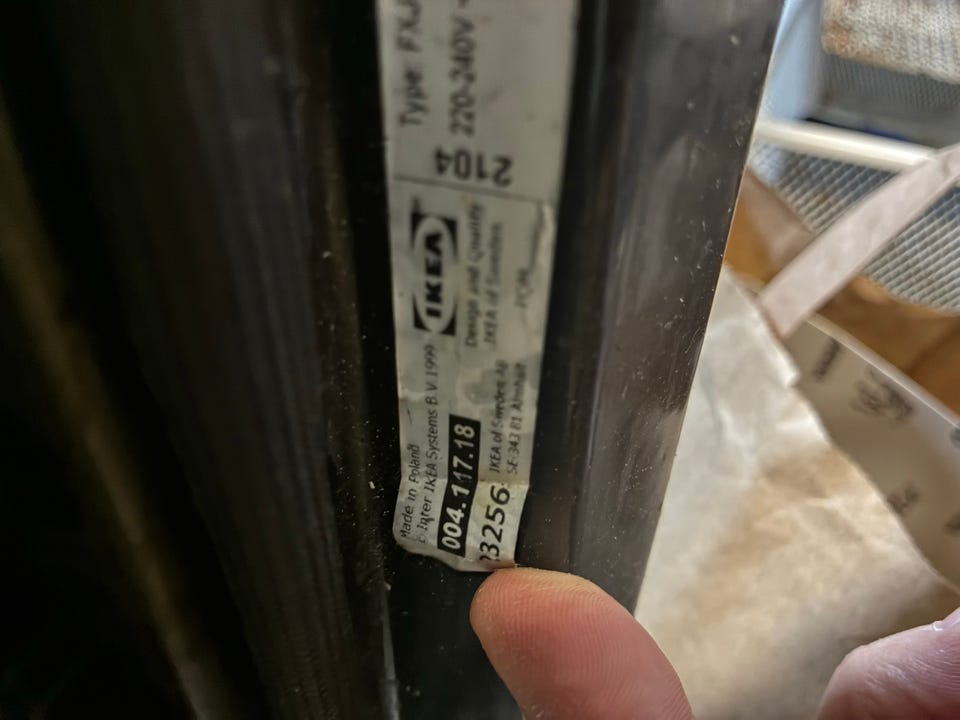 Type: FXJ
220-240V ~
2104
IKEA
Design and Quality
IKEA of Sweden
Made in Poland
© Inter IKEA Systems B.V.1999
004.117.18
23256
IKEA of Sweden AB
SE-343 81 Älmhult